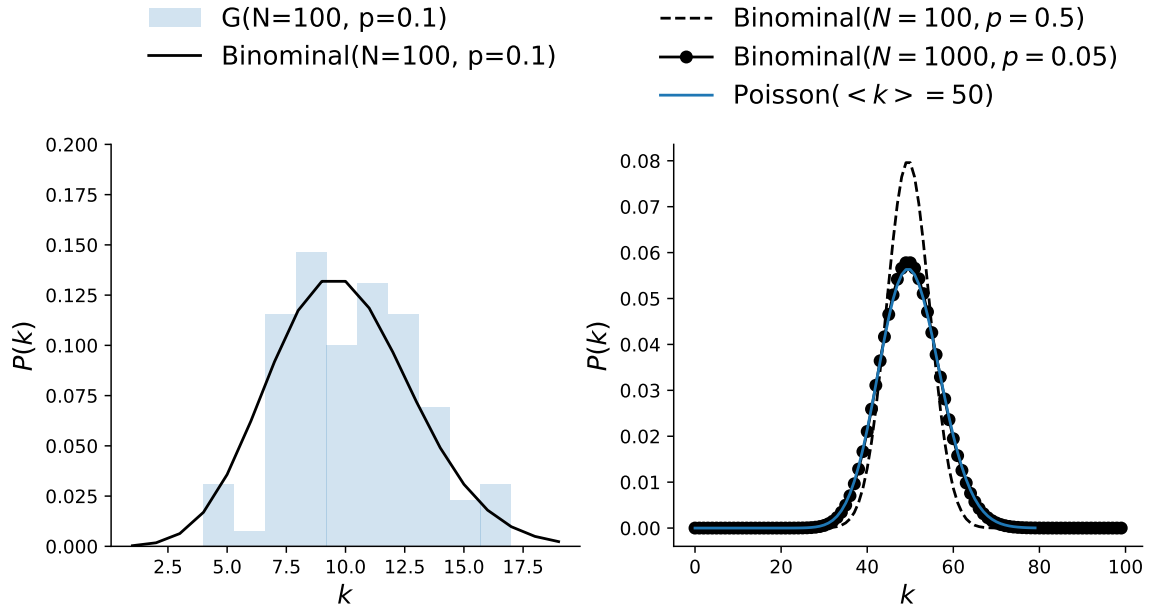 G(N=100, p=0.1)
Binominal(N=100, p=0.1)
P(k)
0.200
0.175
0.150
0.125
0.100
0.075
0.050
0.025
0.000
2.5 5.0 7.5 10.0 12.5 15.0 17.5
k
Binominal(N = 100, p = 0.5)
Binominal(N = 1000, p = 0.05)
Poisson( < k > = 50)
P(k)
0.08
0.07
0.06
0.05
0.04
0.03
0.02
0.01
0.00
0 20 40 60 80 100
k